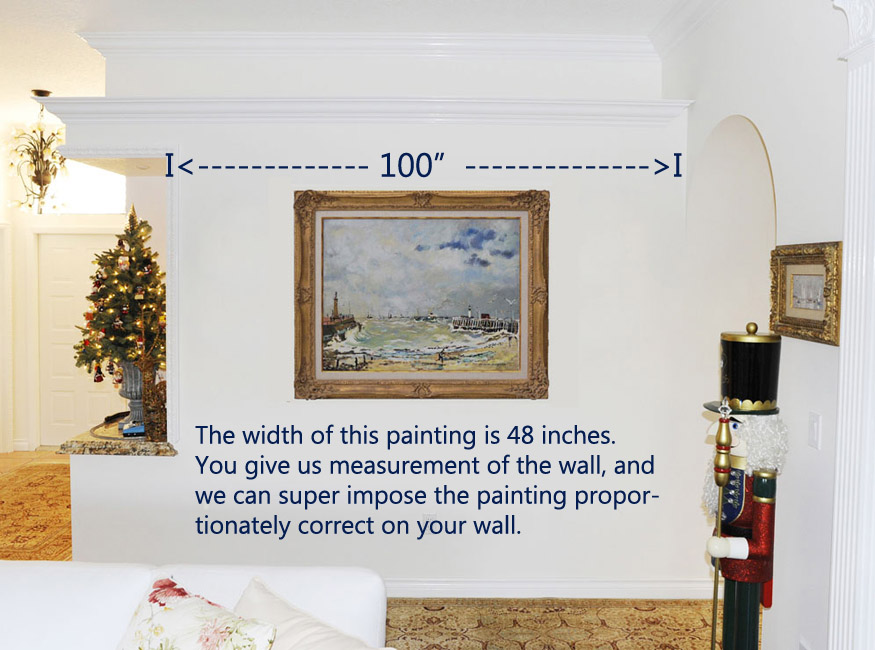 I<------------- 100” -------------->I
The width of this painting is 48 inches.
You give us measurement of the wall, and
we can super impose the painting propor-
tionately correct on your wall.